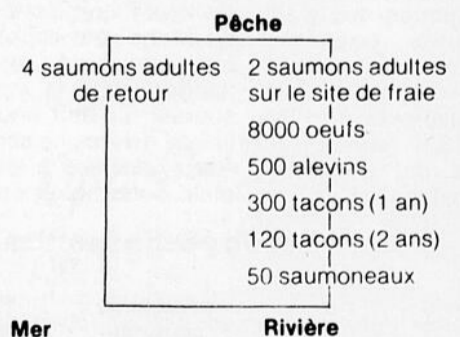 Pêche
4 saumons adultes
de retour
2 saumons adultes
sur le site de fraie
8000 oeufs
500 alevins
300 tacons (1 an)
120 tacons (2 ans)
50 saumoneaux
Mer
Rivière